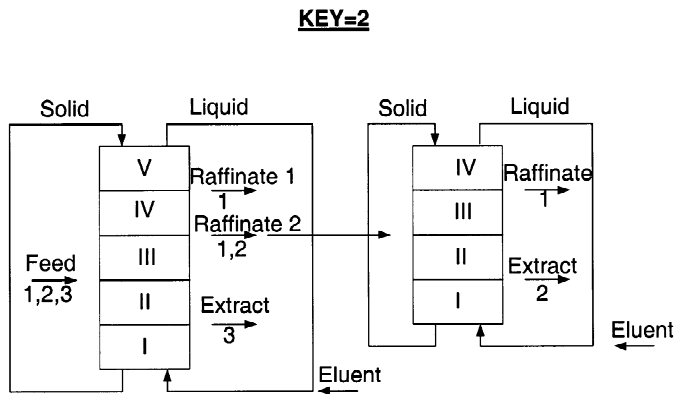 KEY=2
Solid
Liquid
Solid
Liquid
V
Raffinate 1
1
IV
Raffinate 2
1,2
III
Feed
1,2,3
II
Extract
3
I
Eluent
IV
Raffinate
1
III
II
Extract
2
I
Eluent